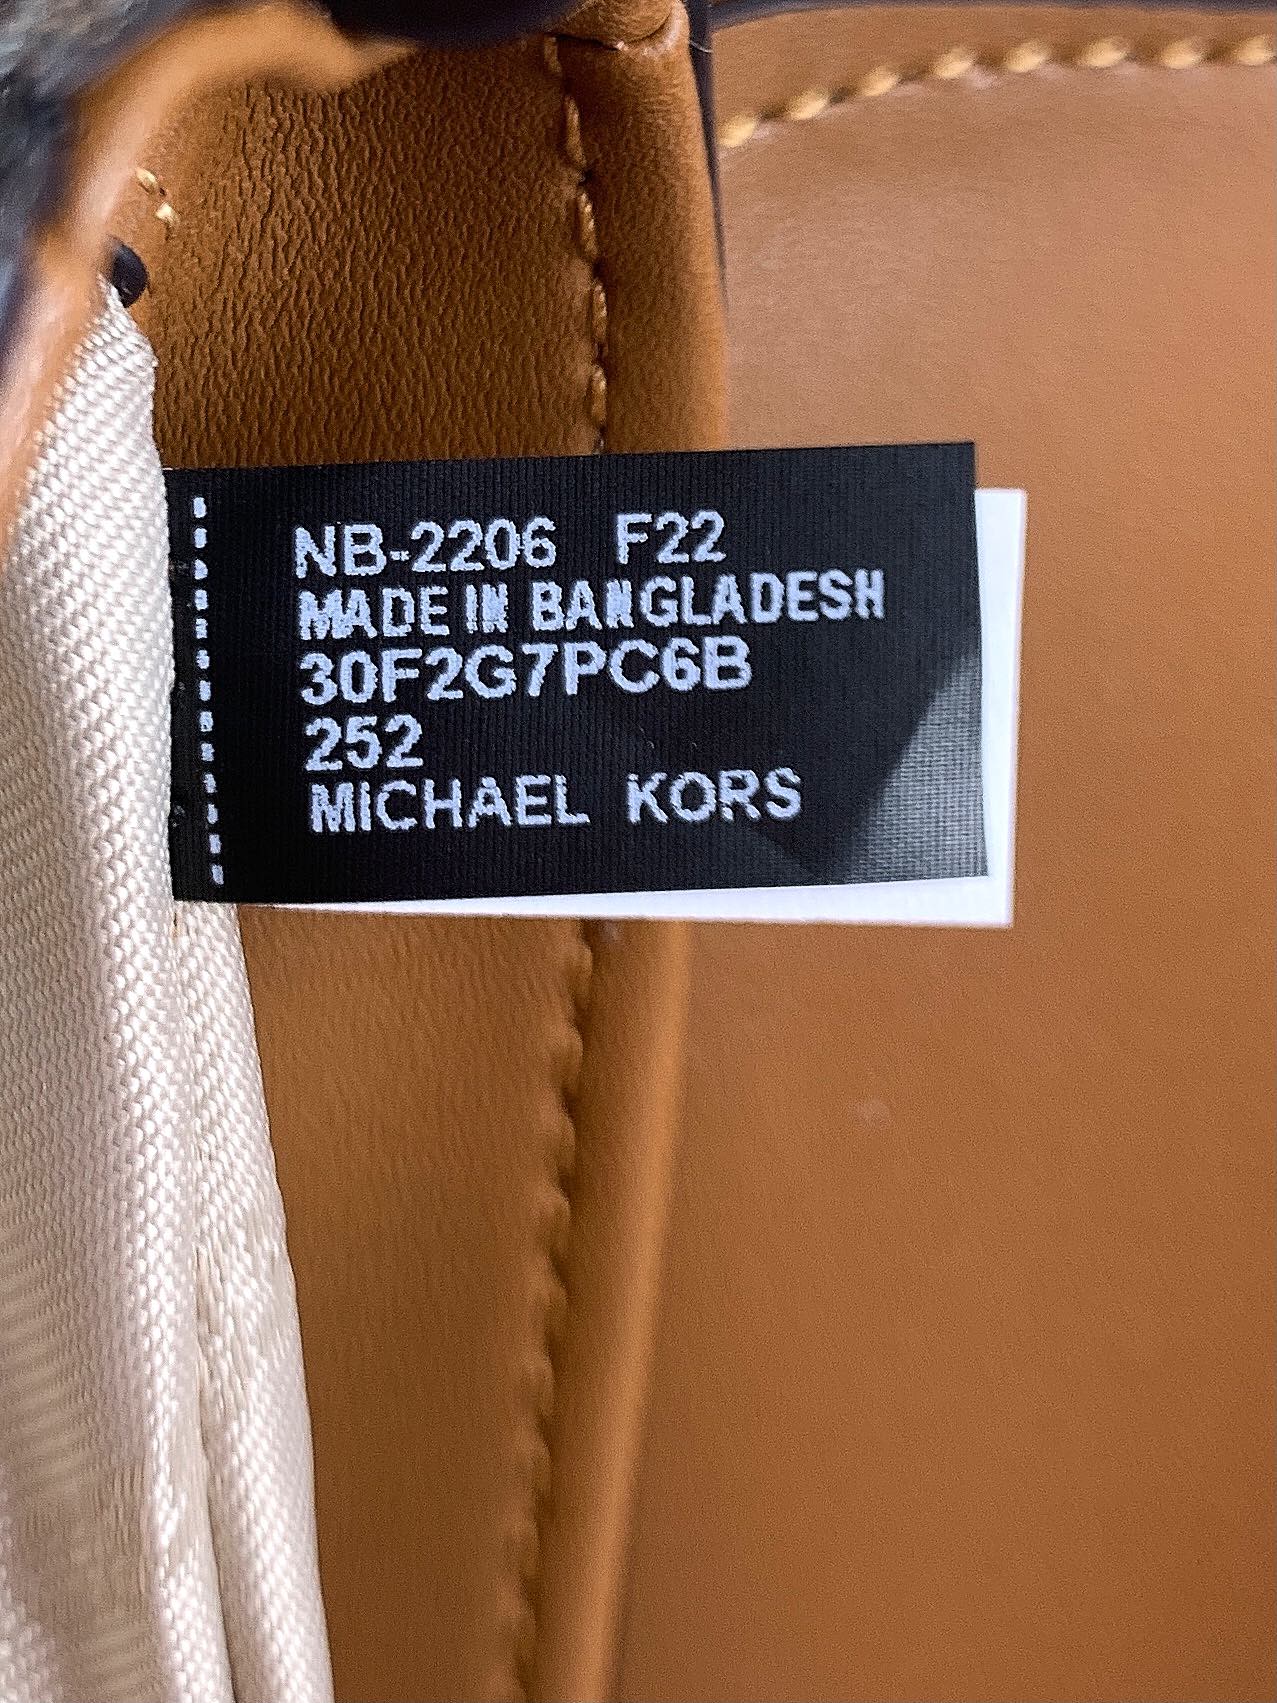 NB-2206 F22
MADE IN BANGLADESH
30F2G7PC6B
252
MICHAEL KORS